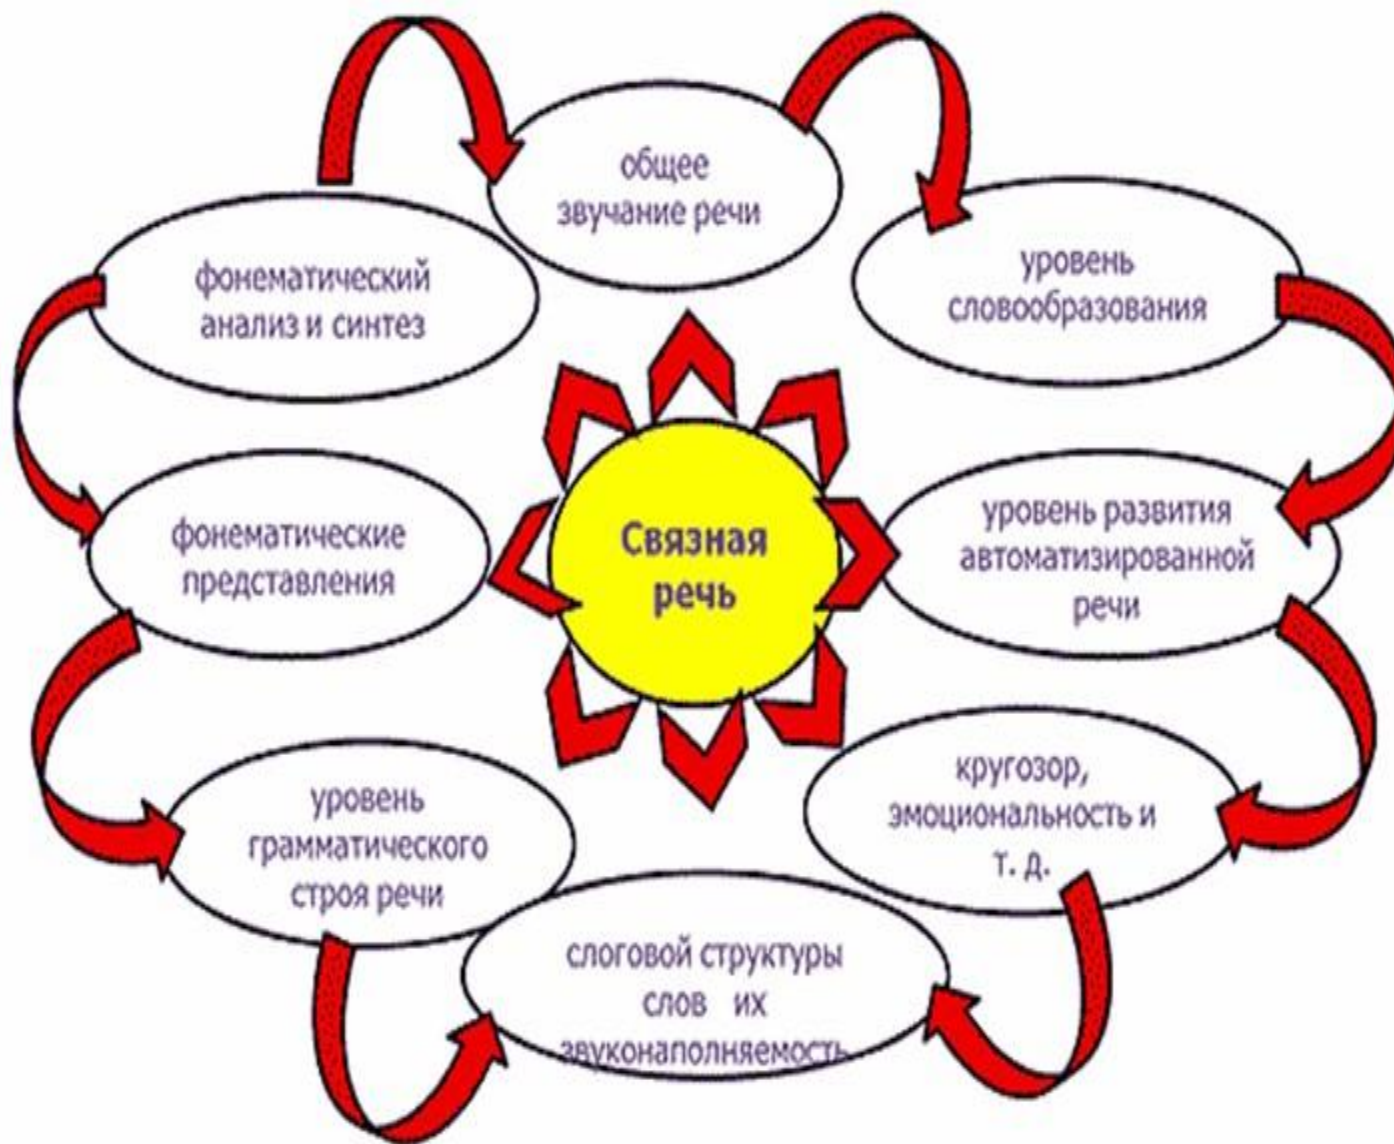 общее
звучание речи
уровень
словообразования
фонематический
анализ и синтез
уровень развития
автоматизированной
речи
Связная
речь
фонематические
представления
кругозор,
эмоциональность и
т. д.
уровень
грамматического
строя речи
слоговой структуры
слов их
звуконаполняемость